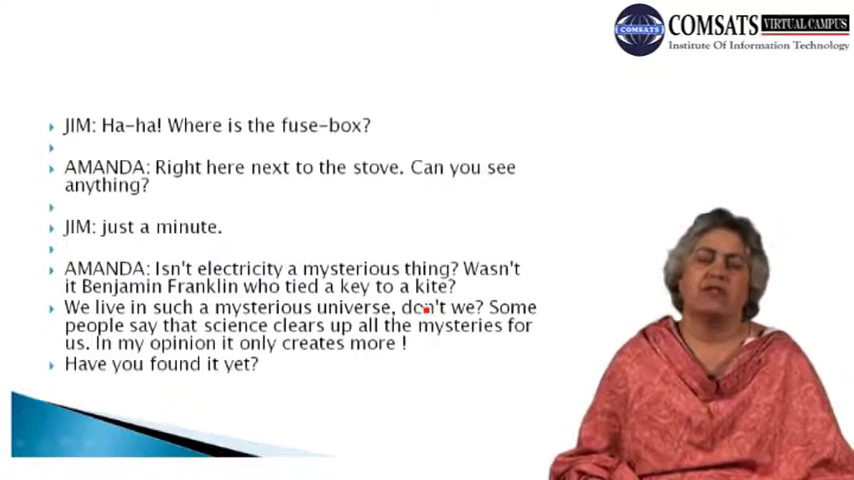 COMSATS VIRTUAL CAMPUS
COMSATS
Institute Of Information Technology
JIM: Ha-ha! Where is the fuse-box?
AMANDA: Right here next to the stove. Can you see
anything?
JIM: just a minute.
AMANDA: Isn't electricity a mysterious thing? Wasn't
it Benjamin Franklin who tied a key to a kite?
We live in such a mysterious universe, don't we? Some
people say that science clears up all the mysteries for
us. In my opinion it only creates more !
Have you found it yet?